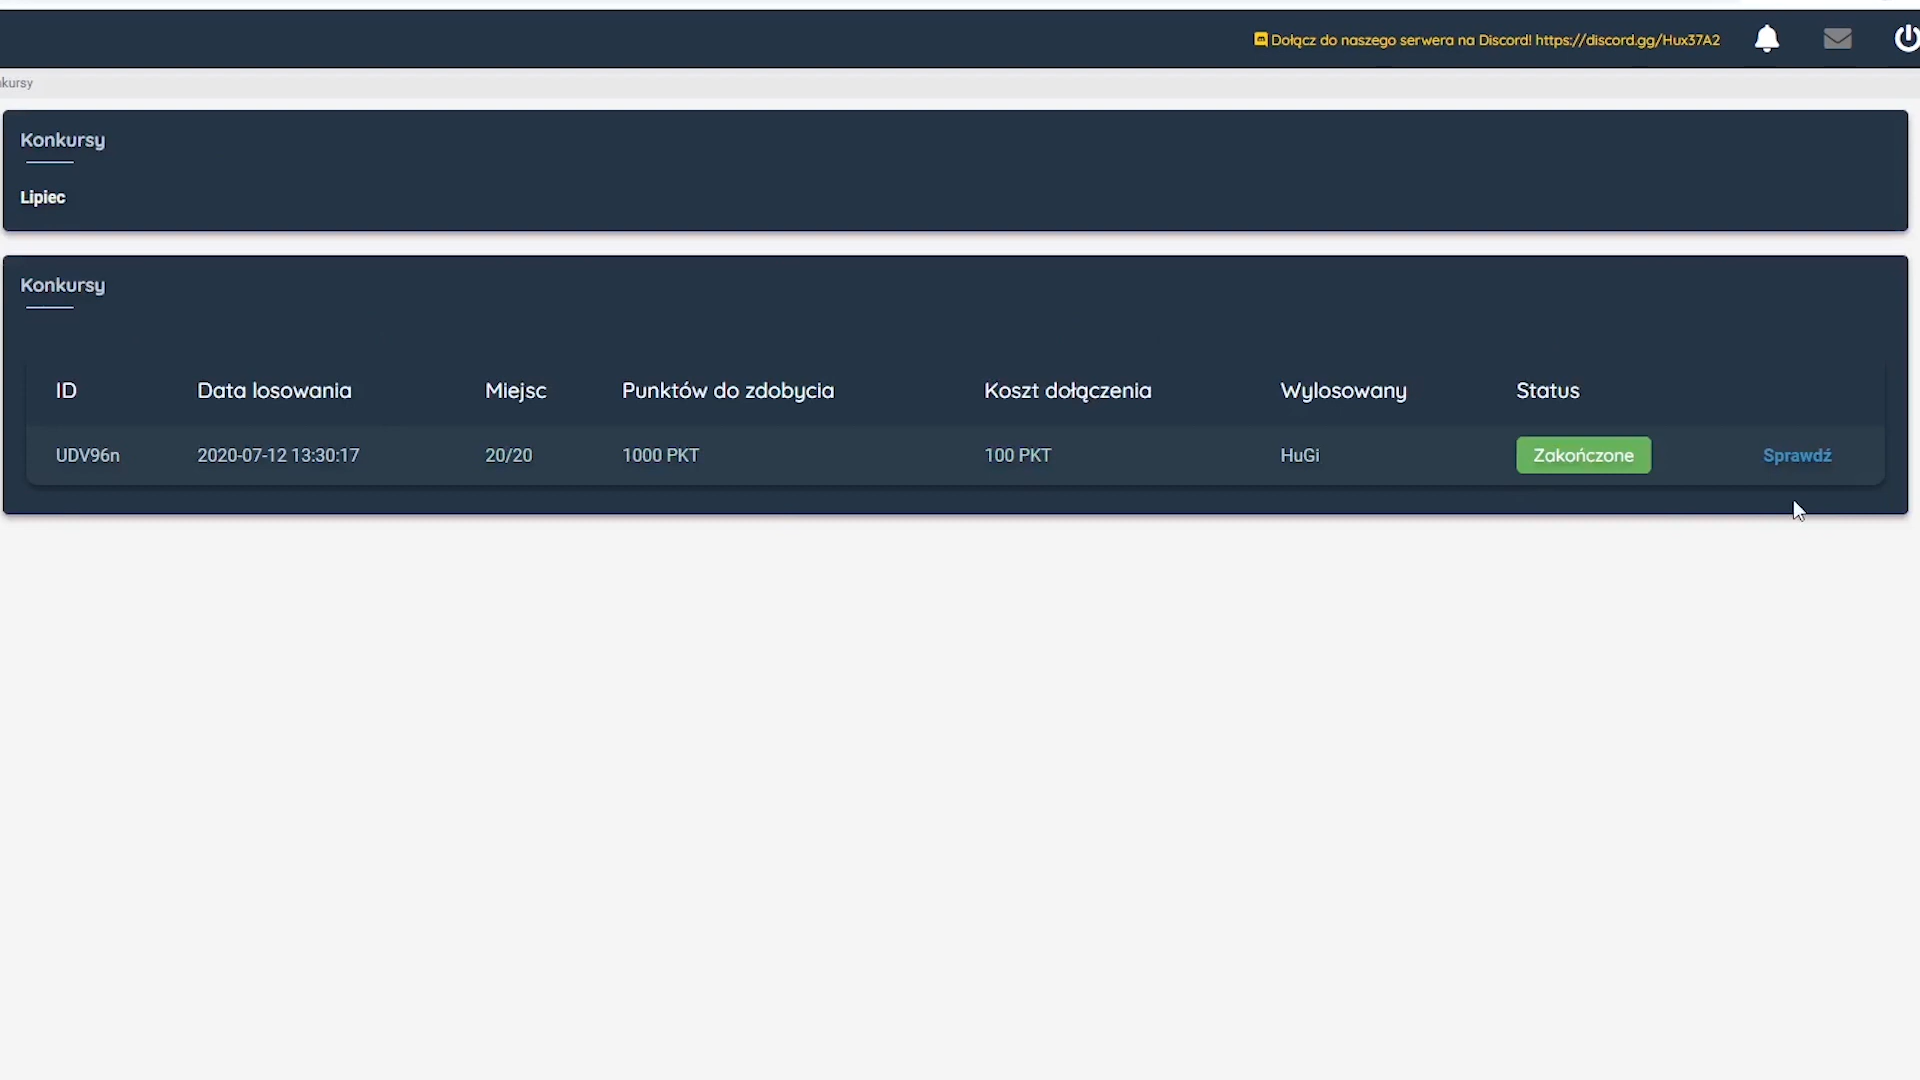 Dołącz do naszego serwera na Discord! https://discord.gg/Hux37A2
kursy
Konkursy
Lipiec
Konkursy
ID Data losowania Miejsc Punktów do zdobycia Koszt dołączenia Wylosowany Status
UDV96n 2020-07-12 13:30:17 20/20 1000 PKT 100 PKT HuGi Zakończone Sprawdź